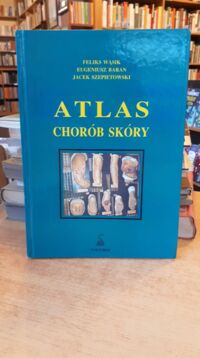 FELIKS WĄSIK
EUGENIUSZ BARAN
JACEK SZEPIETOWSKI
ATLAS
CHORÓB SKÓRY